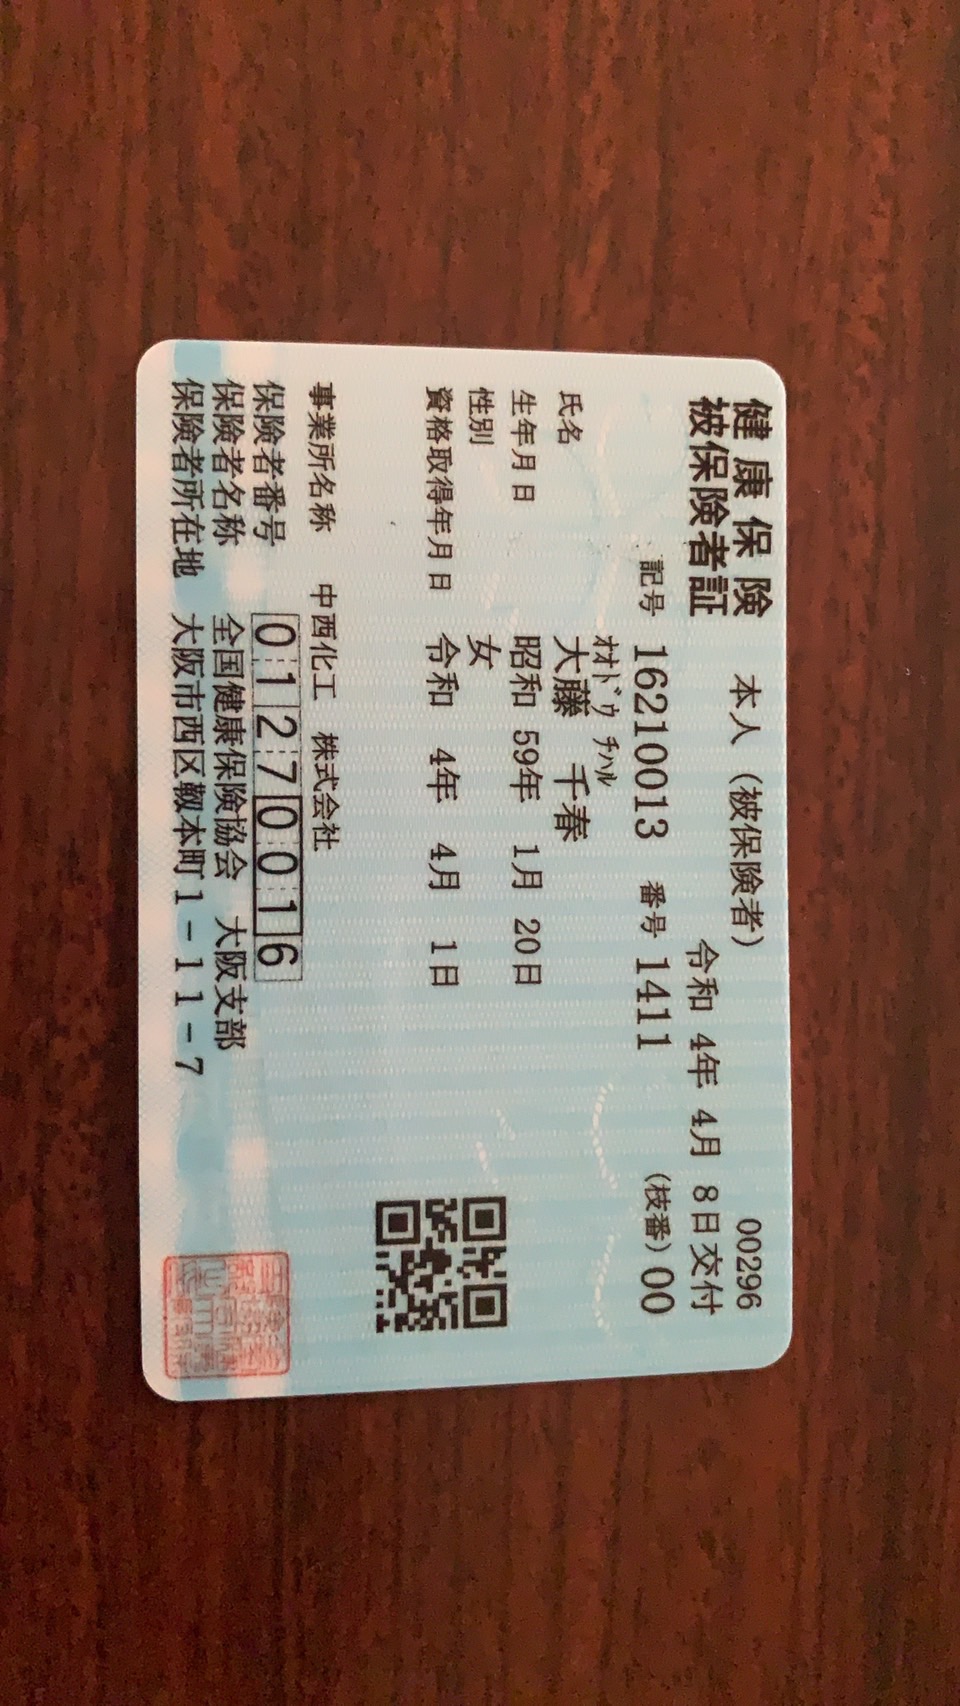 健康保険 本人（被保険者） 00296
被保険者証 令和 4年 4月 8日交付
記号 16210013 番号 1411 (枝番) 00
ｵｵﾄﾞｳ ﾁﾊﾙ
氏名 大藤 千春
生年月日 昭和 59年 1月 20日
性別 女
資格取得年月日 令和 4年 4月 1日
事業所名称 中西化工 株式会社
保険者番号 01270016
保険者名称 全国健康保険協会 大阪支部
保険者所在地 大阪市西区靱本町1-11-7